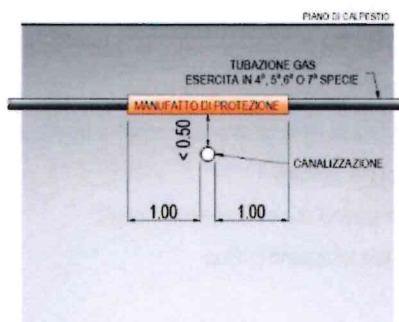 PIANO DI CALPESTIO
TUBAZIONE GAS
ESERCITA IN 4ª, 5ª,6ª O 7ª SPECIE
MANUFATTO DI PROTEZIONE
< 0.50
CANALIZZAZIONE
1.00
1.00